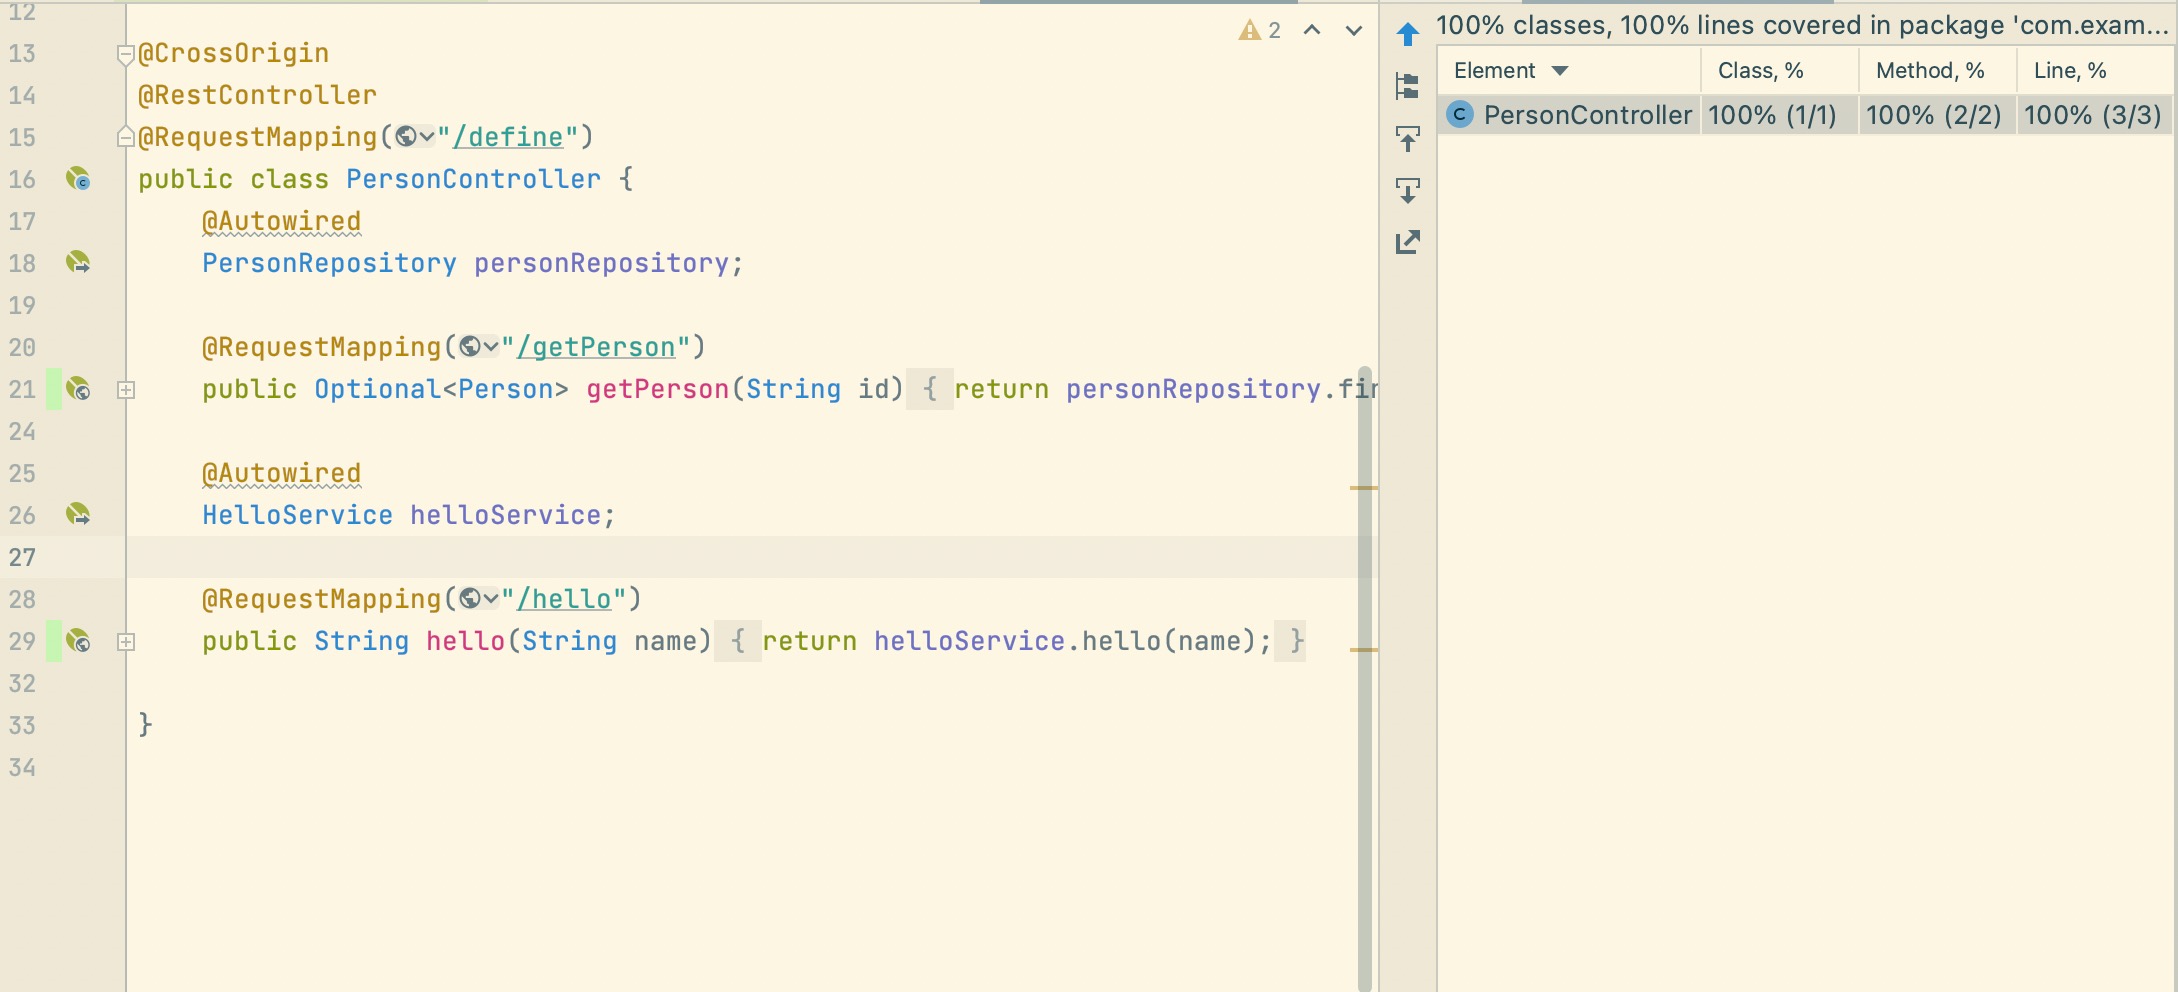 12
13 @CrossOrigin
14 @RestController
15 @RequestMapping("/define")
16 public class PersonController {
17 @Autowired
18 PersonRepository personRepository;
19
20 @RequestMapping("/getPerson")
21 public Optional<Person> getPerson(String id) { return personRepository.fin
24
25 @Autowired
26 HelloService helloService;
27
28 @RequestMapping("/hello")
29 public String hello(String name) { return helloService.hello(name); }
32
33 }
34
2
100% classes, 100% lines covered in package 'com.exam...
Element Class, % Method, % Line, %
C PersonController 100% (1/1) 100% (2/2) 100% (3/3)